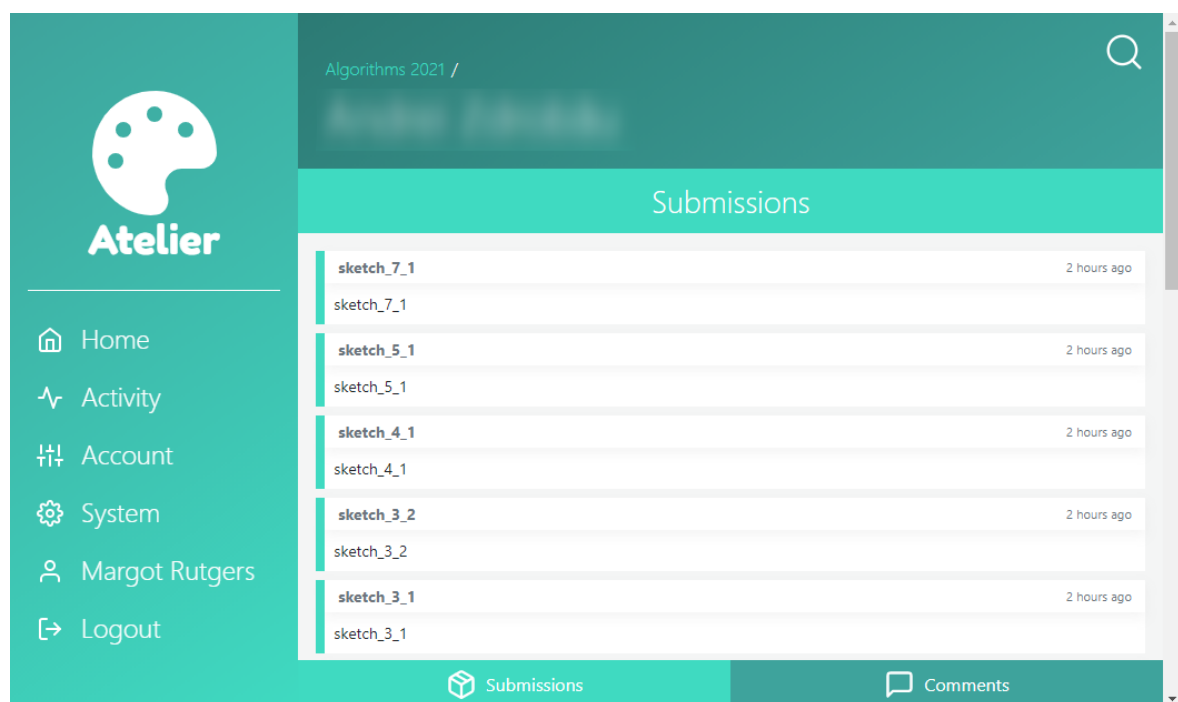 Atelier
Home
Activity
Account
System
Margot Rutgers
Logout
Algorithms 2021 /
Submissions
sketch_7_1 2 hours ago
sketch_7_1
sketch_5_1 2 hours ago
sketch_5_1
sketch_4_1 2 hours ago
sketch_4_1
sketch_3_2 2 hours ago
sketch_3_2
sketch_3_1 2 hours ago
sketch_3_1
Submissions Comments